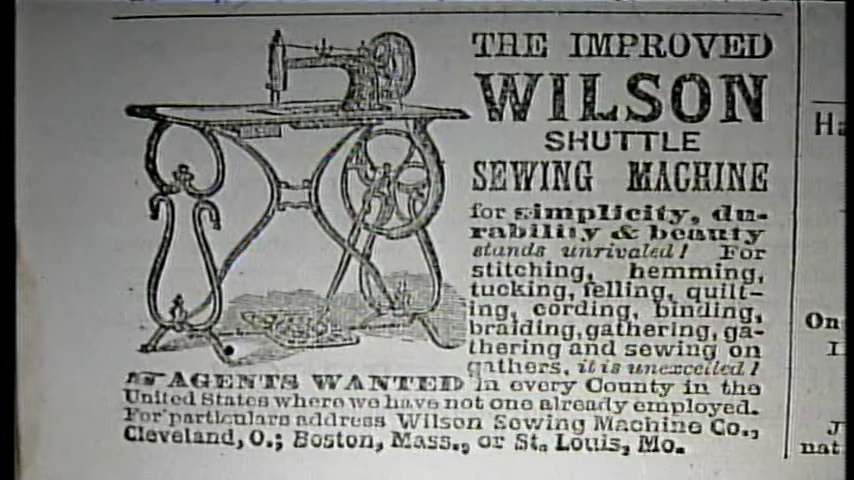 THE IMPROVED
WILSON
SHUTTLE
SEWING MACHINE
for simplicity, du-
rability & beauty
stands unrivaled! For
stitching, hemming,
tucking, felling, quilt-
ing, cording, binding,
braiding, gathering, ga-
thering and sewing on
gathers, it is unexcelled!
AGENTS WANTED in every County in the
United States where we have not one already employed.
For particulars address Wilson Sewing Machine Co.,
Cleveland, O.; Boston, Mass., or St. Louis, Mo.
On
J
nat